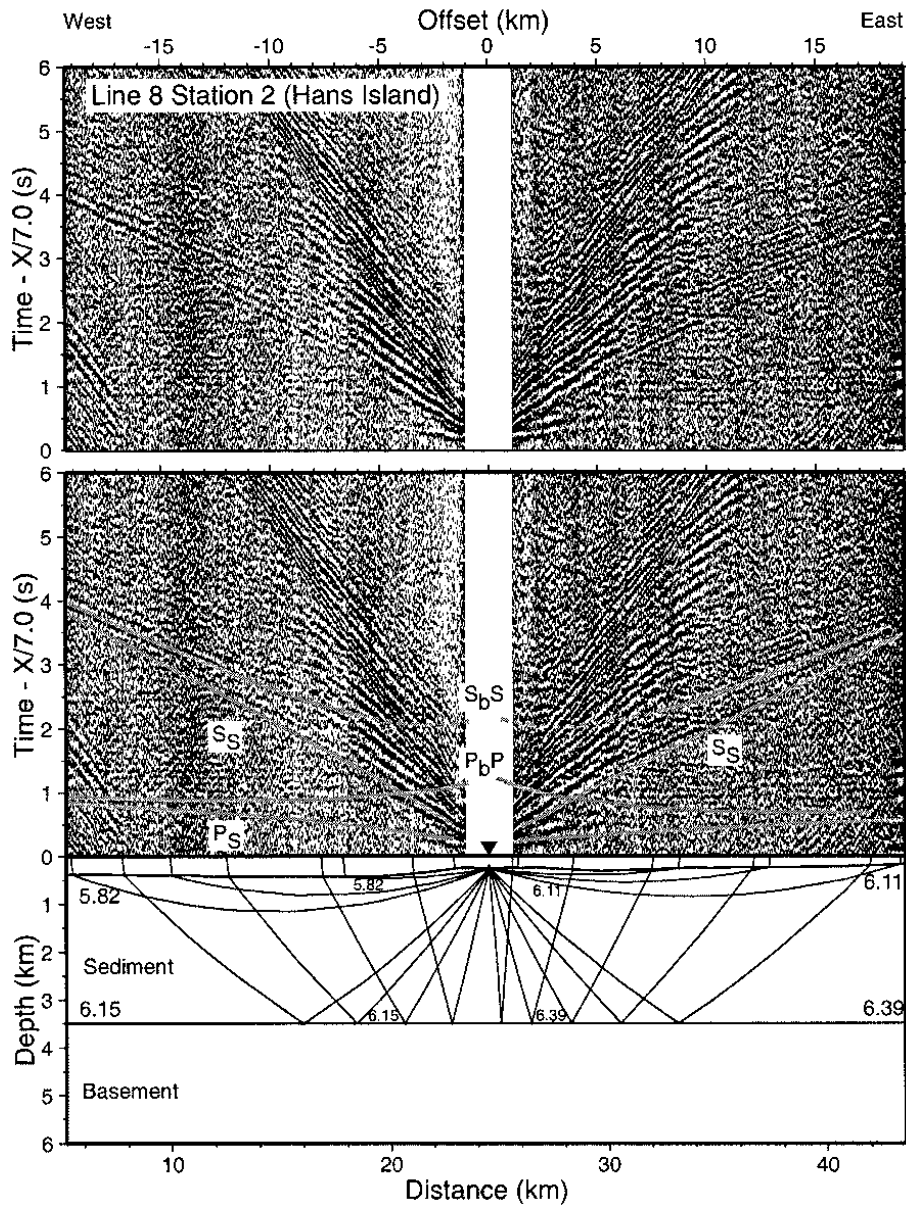 West Offset (km) East
-15 -10 -5 0 5 10 15
Line 8 Station 2 (Hans Island)
Time - X/7.0 (s)
6
5
4
3
2
1
0
Time - X/7.0 (s)
6
5
4
3
2
1
0
SbS
SS
SS
PbP
PS
Depth (km)
1
2
3
4
5
6
5.82 5.82 6.11 6.11
Sediment
6.15 6.15 6.39 6.39
Basement
10 20 30 40
Distance (km)